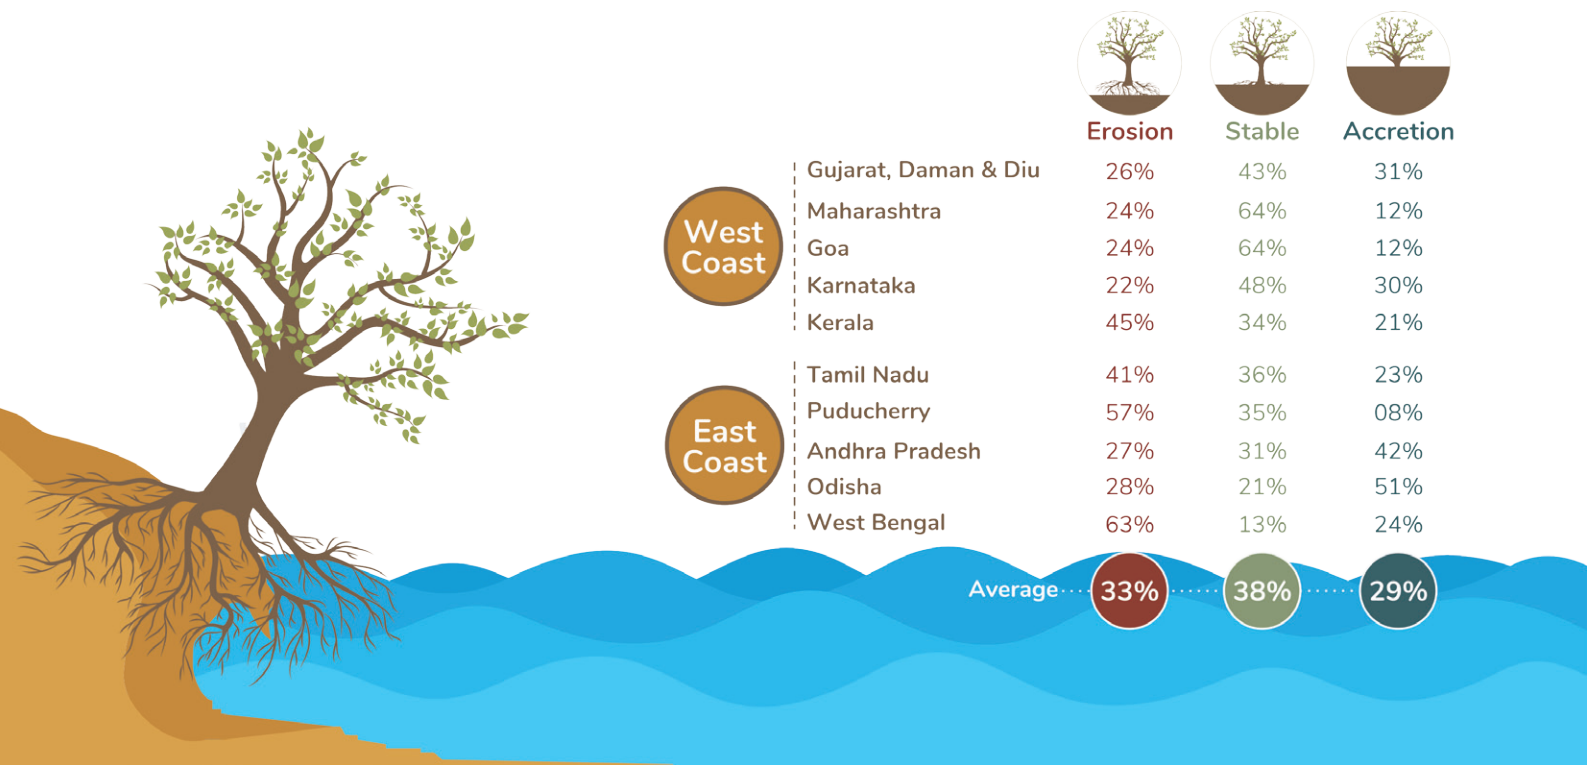 Erosion Stable Accretion
West
Coast
Gujarat, Daman & Diu 26% 43% 31%
Maharashtra 24% 64% 12%
Goa 24% 64% 12%
Karnataka 22% 48% 30%
Kerala 45% 34% 21%
East
Coast
Tamil Nadu 41% 36% 23%
Puducherry 57% 35% 08%
Andhra Pradesh 27% 31% 42%
Odisha 28% 21% 51%
West Bengal 63% 13% 24%
Average 33% 38% 29%